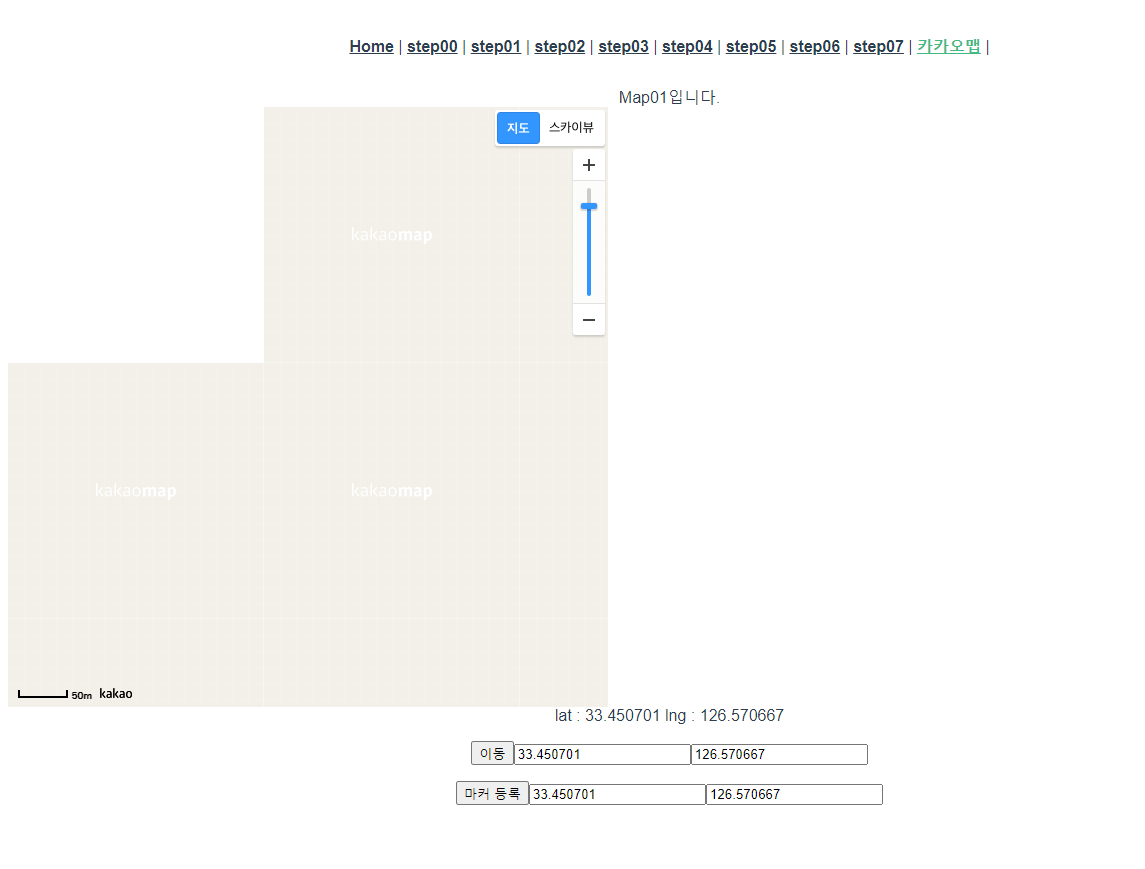 Home | step00 | step01 | step02 | step03 | step04 | step05 | step06 | step07 | 카카오맵 |
Map01입니다.
지도 스카이뷰
kakaomap
kakaomap kakaomap
50m kakao
lat : 33.450701 lng : 126.570667
이동 33.450701 126.570667
마커 등록 33.450701 126.570667